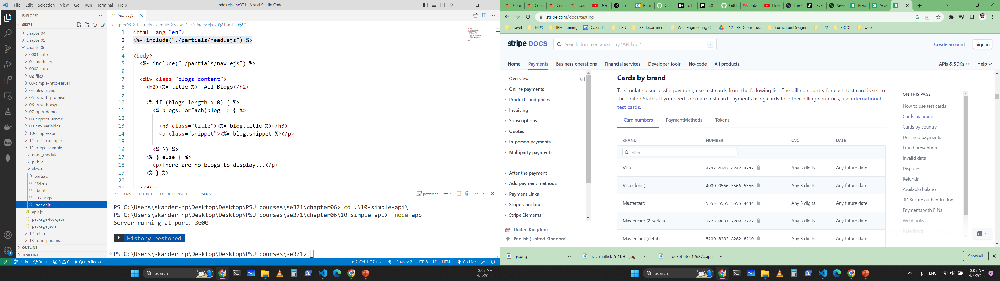 File Edit Selection View Go Run Terminal Help
index.ejs - se371 - Visual Studio Code
EXPLORER
SE371
chapter04
chapter05
chapter06
0001_tuto
01-modules
0002_tuto
02-files
03-simple-http-server
04-files-async
05-fs-with-promise
06-fs-with-async
07-npm-demo
08-express-server
09-env-variables
10-simple-api
11-a-ejs-example
11-b-ejs-example
node_modules
public
views
partials
404.ejs
about.ejs
create.ejs
index.ejs
JS app.js
{} package-lock.json
{} package.json
12-fetch
13-form-params
OUTLINE
TIMELINE
index.ejs
chapter06 > 11-b-ejs-example > views > index.ejs > html > ?
1 <html lang="en">
2 <%- include("./partials/head.ejs") %>
3
4 <body>
5 <%- include("./partials/nav.ejs") %>
6
7 <div class="blogs content">
8 <h2><%= title %>: All Blogs</h2>
9
10 <% if (blogs.length > 0) { %>
11 <% blogs.forEach(blog => { %>
12
13 <h3 class="title"><%= blog.title %></h3>
14 <p class="snippet"><%= blog.snippet %></p>
15
16 <% }) %>
17 <% } else { %>
18 <p>There are no blogs to display...</p>
19 <% } %>
20
21 </div>
PROBLEMS OUTPUT DEBUG CONSOLE TERMINAL
powershell
PS C:\Users\skander-hp\Desktop\Desktop\PSU courses\se371\chapter06> cd .\10-simple-api\
PS C:\Users\skander-hp\Desktop\Desktop\PSU courses\se371\chapter06\10-simple-api>  node app
Server running at port: 3000
* History restored
PS C:\Users\skander-hp\Desktop\Desktop\PSU courses\se371>
main 0↓ 1↑ 0 0 Quran Radio
Ln 2, Col 1 (37 selected) Spaces: 2 UTF-8 LF HTML Go Live
Search
2:02 AM
4/3/2023
Cour Cour Cour Cour User From Princ GitH To bu SRC GitH Inbo How The JavaS Java: Preb Acce Te
stripe.com/docs/testing
travel MPS IBM Training Calendar PSU SE department Web Engineering C... 212 - SE Departme... curriculumDesigner 222 COOP web
stripe DOCS
Search documentation... try “API keys”
/
Create account
Sign in
Home Payments Business operations Financial services Developer tools No-code All products
APIs & SDKs Help
Overview
Online payments
Products and prices
Invoicing
Subscriptions
Quotes
In-person payments
Multiparty payments
After the payment
Add payment methods
Payment Links
Stripe Checkout
Stripe Elements
United Kingdom
English (United Kingdom)
Cards by brand
To simulate a successful payment, use test cards from the following list. The billing country for each test card is set to
the United States. If you need to create test card payments using cards for other billing countries, use international
test cards.
Card numbers PaymentMethods Tokens
BRAND NUMBER CVC DATE
Filter...
Visa 4242 4242 4242 4242 Any 3 digits Any future date
Visa (debit) 4000 0566 5566 5556 Any 3 digits Any future date
Mastercard 5555 5555 5555 4444 Any 3 digits Any future date
Mastercard (2-series) 2223 0031 2200 3222 Any 3 digits Any future date
Mastercard (debit) 5200 8282 8282 8210 Any 3 digits Any future date
ON THIS PAGE
How to use test cards
Cards by brand
Cards by country
Declined payments
Fraud prevention
Invalid data
Disputes
Refunds
Available balance
3D Secure authentication
Payments with PINs
Webhooks
Rate limits
js.png
ray-mallick-5J1bH....jpg
istockphoto-12687....jpg
Show all
Search
ENG
2:02 AM
4/3/2023
2